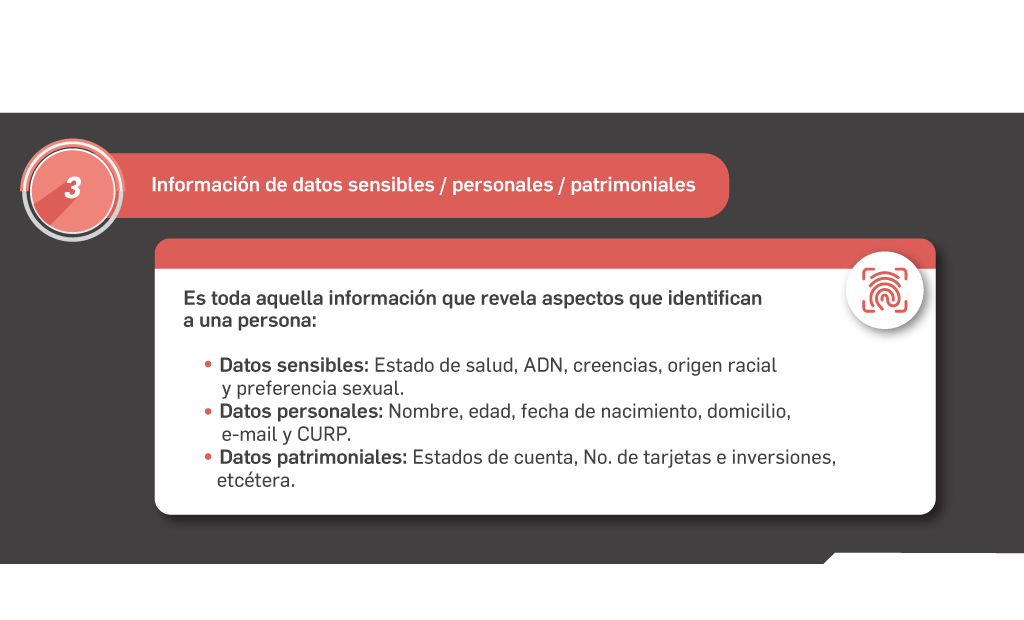 3
Información de datos sensibles / personales / patrimoniales
Es toda aquella información que revela aspectos que identifican
a una persona:
• Datos sensibles: Estado de salud, ADN, creencias, origen racial
y preferencia sexual.
• Datos personales: Nombre, edad, fecha de nacimiento, domicilio,
e-mail y CURP.
• Datos patrimoniales: Estados de cuenta, No. de tarjetas e inversiones,
etcétera.